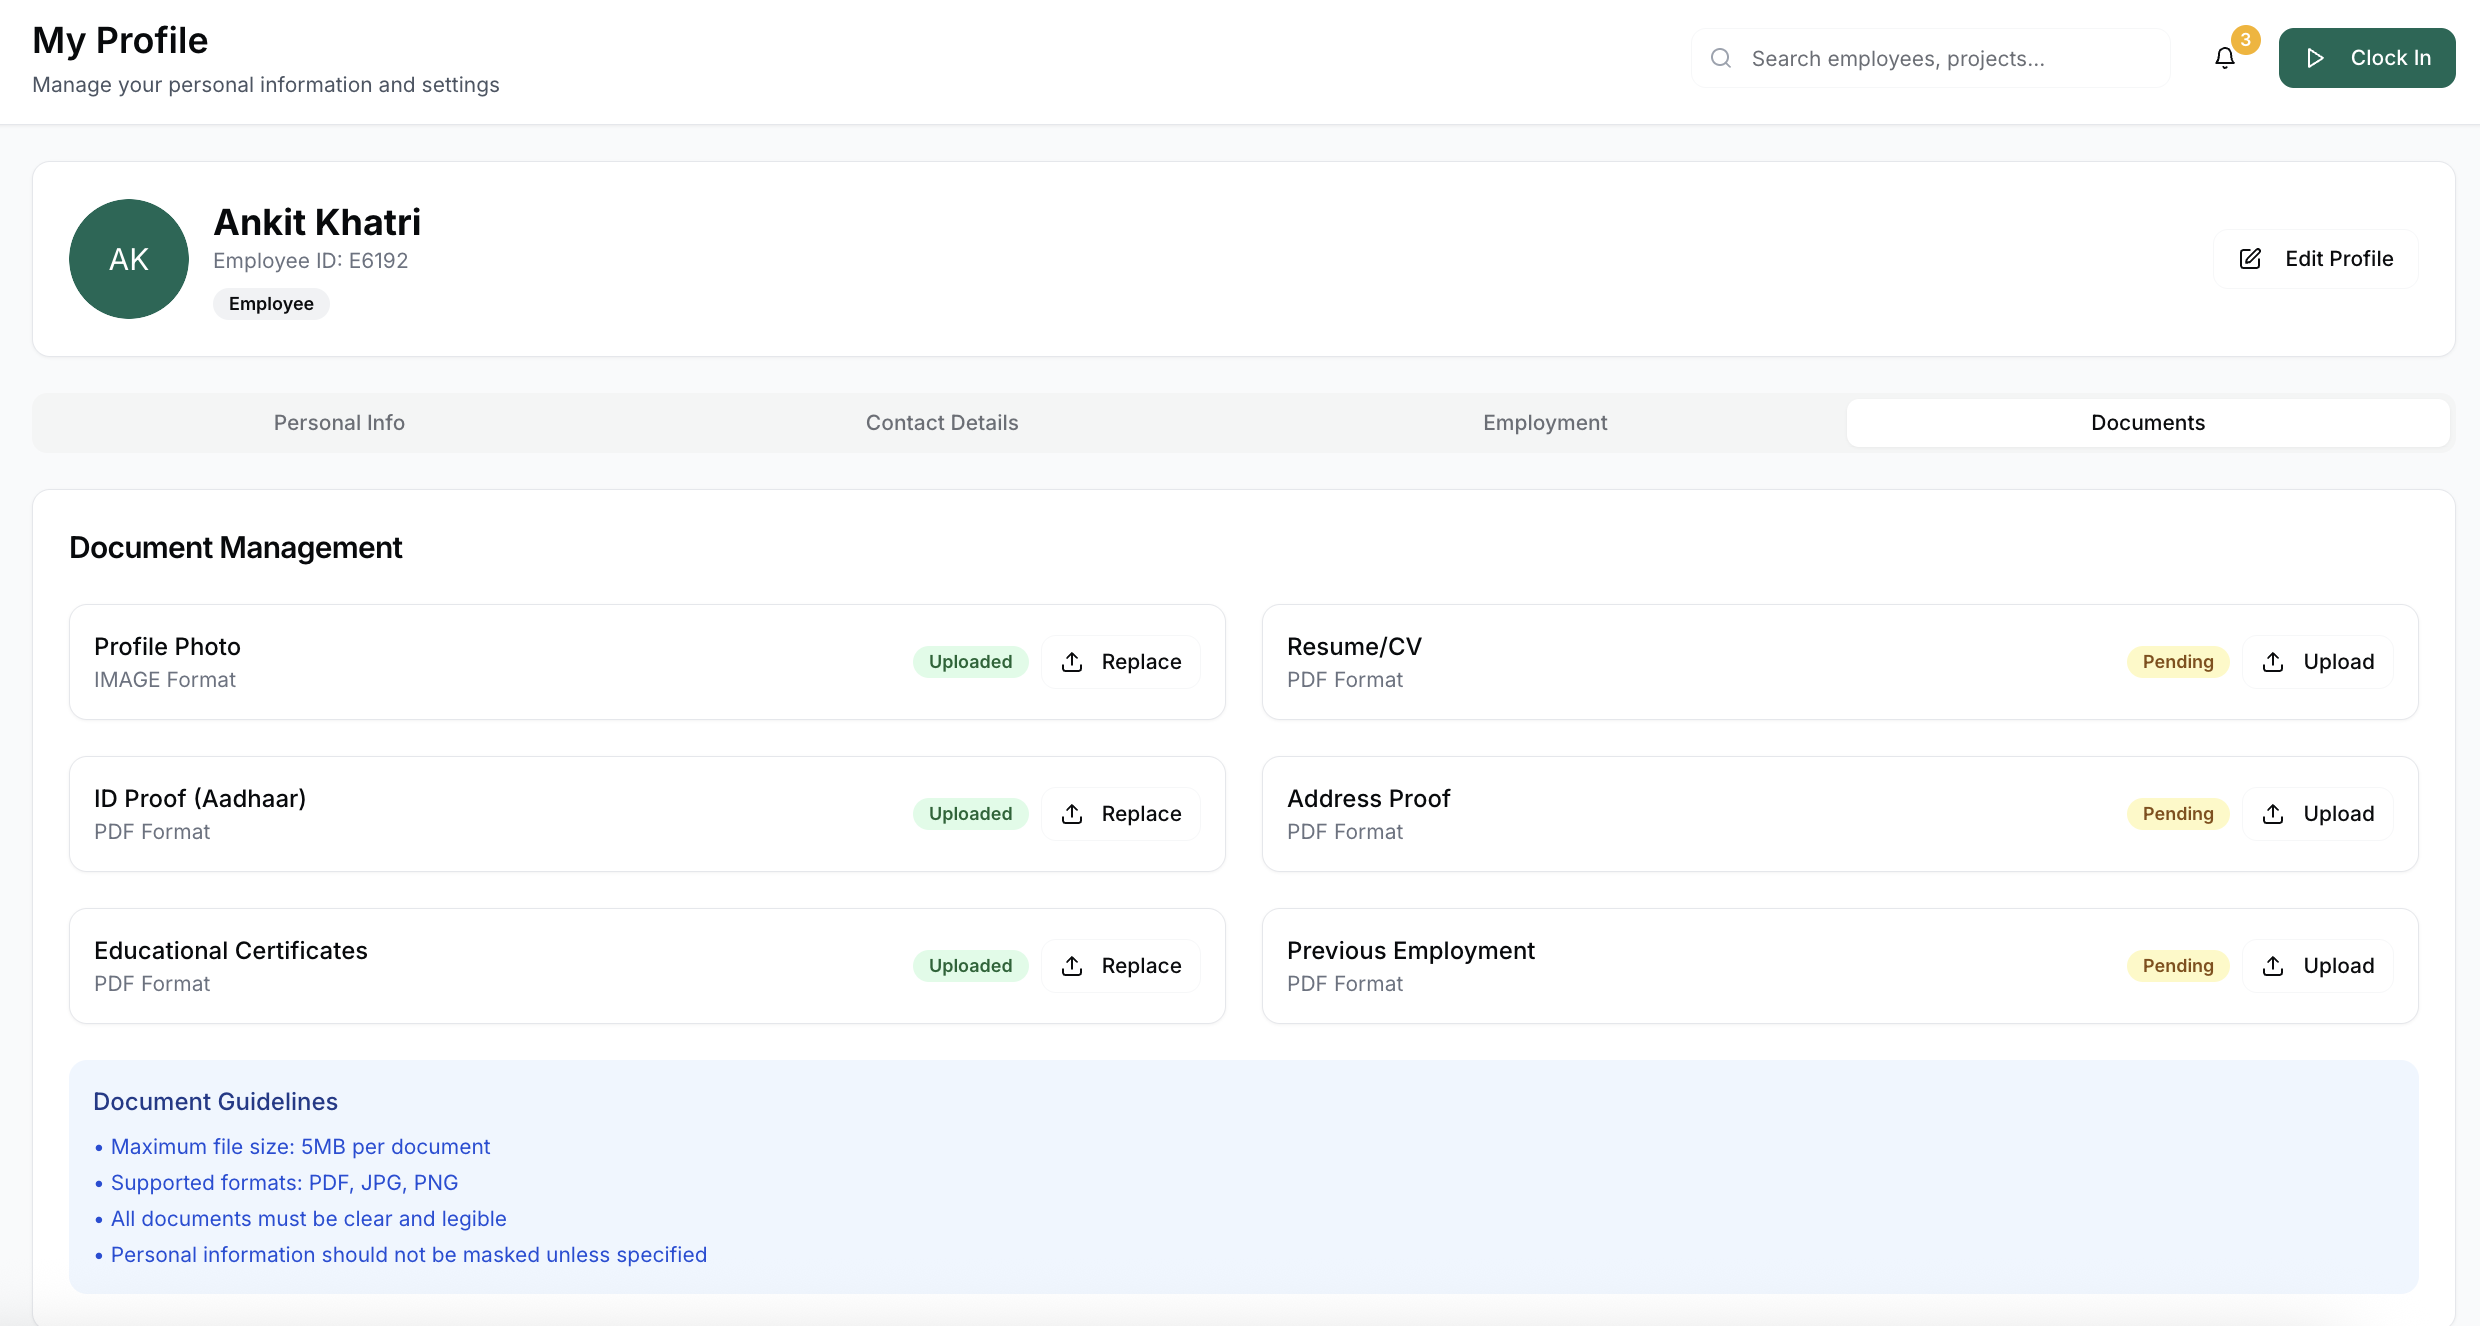 My Profile
Manage your personal information and settings
Search employees, projects...
3
Clock In
AK
Ankit Khatri
Employee ID: E6192
Employee
Edit Profile
Personal Info
Contact Details
Employment
Documents
Document Management
Profile Photo
IMAGE Format
Uploaded
Replace
Resume/CV
PDF Format
Pending
Upload
ID Proof (Aadhaar)
PDF Format
Uploaded
Replace
Address Proof
PDF Format
Pending
Upload
Educational Certificates
PDF Format
Uploaded
Replace
Previous Employment
PDF Format
Pending
Upload
Document Guidelines
• Maximum file size: 5MB per document
• Supported formats: PDF, JPG, PNG
• All documents must be clear and legible
• Personal information should not be masked unless specified